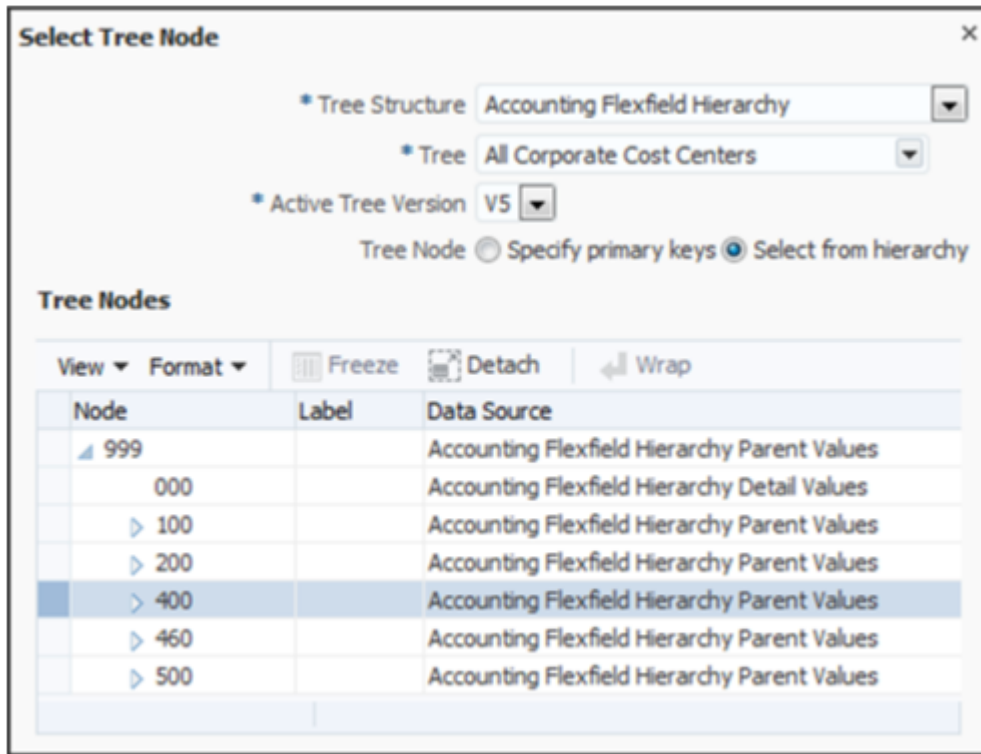 Select Tree Node
* Tree Structure Accounting Flexfield Hierarchy
* Tree All Corporate Cost Centers
* Active Tree Version V5
Tree Node Specify primary keys Select from hierarchy
Tree Nodes
View Format Freeze Detach Wrap
Node Label Data Source
999 Accounting Flexfield Hierarchy Parent Values
000 Accounting Flexfield Hierarchy Detail Values
100 Accounting Flexfield Hierarchy Parent Values
200 Accounting Flexfield Hierarchy Parent Values
400 Accounting Flexfield Hierarchy Parent Values
460 Accounting Flexfield Hierarchy Parent Values
500 Accounting Flexfield Hierarchy Parent Values